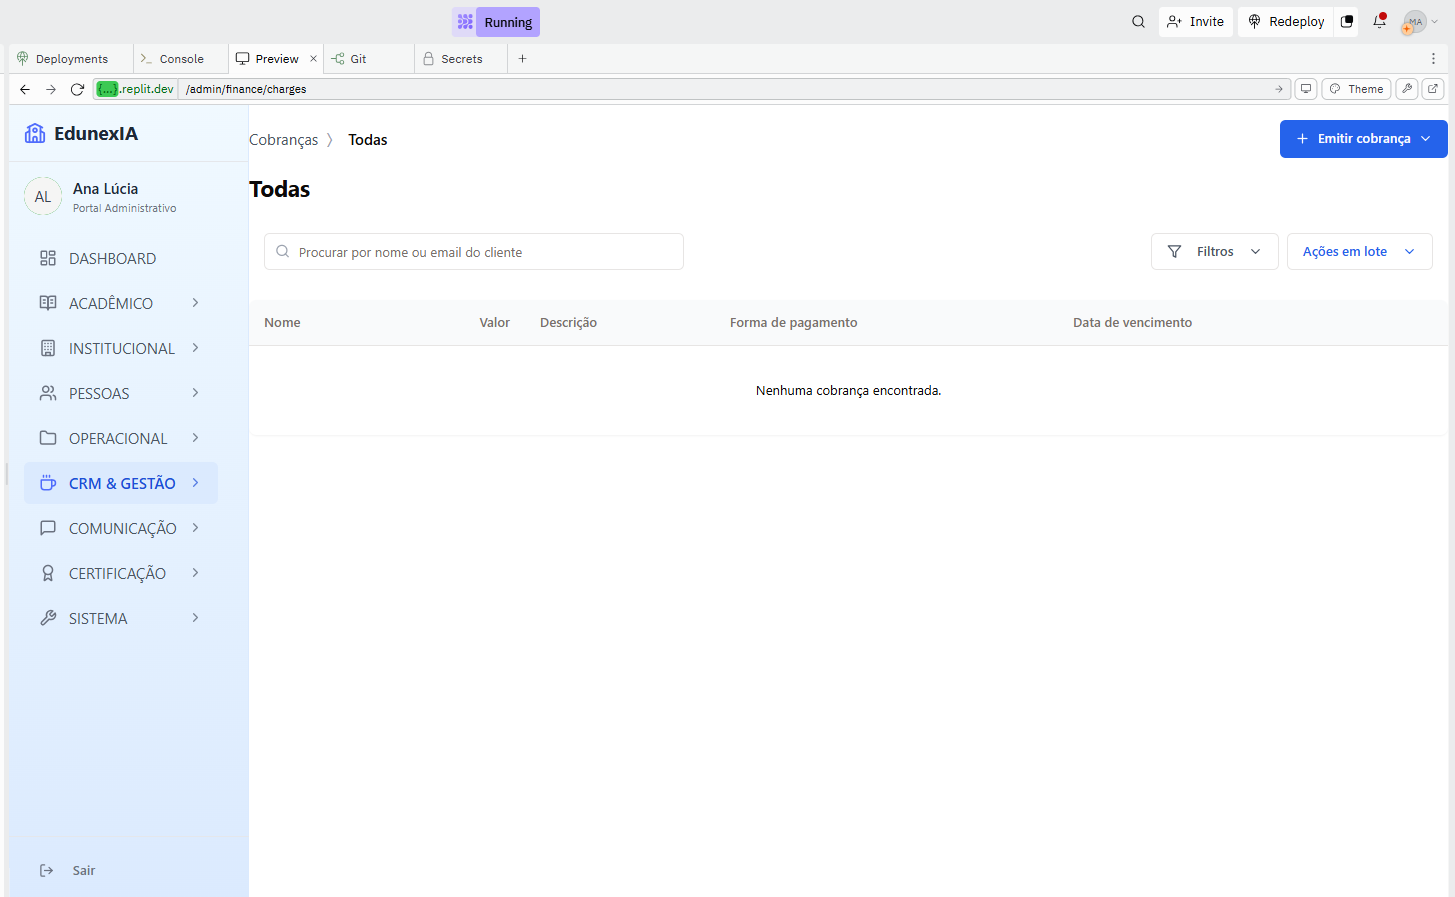 Running
Invite
Redeploy
MA
Deployments
Console
Preview
Git
Secrets
{...}.replit.dev
/admin/finance/charges
Theme
EdunexIA
AL
Ana Lúcia
Portal Administrativo
DASHBOARD
ACADÊMICO
INSTITUCIONAL
PESSOAS
OPERACIONAL
CRM & GESTÃO
COMUNICAÇÃO
CERTIFICAÇÃO
SISTEMA
Sair
Cobranças 〉 Todas
Emitir cobrança
Todas
Procurar por nome ou email do cliente
Filtros
Ações em lote
Nome Valor Descrição Forma de pagamento Data de vencimento
Nenhuma cobrança encontrada.